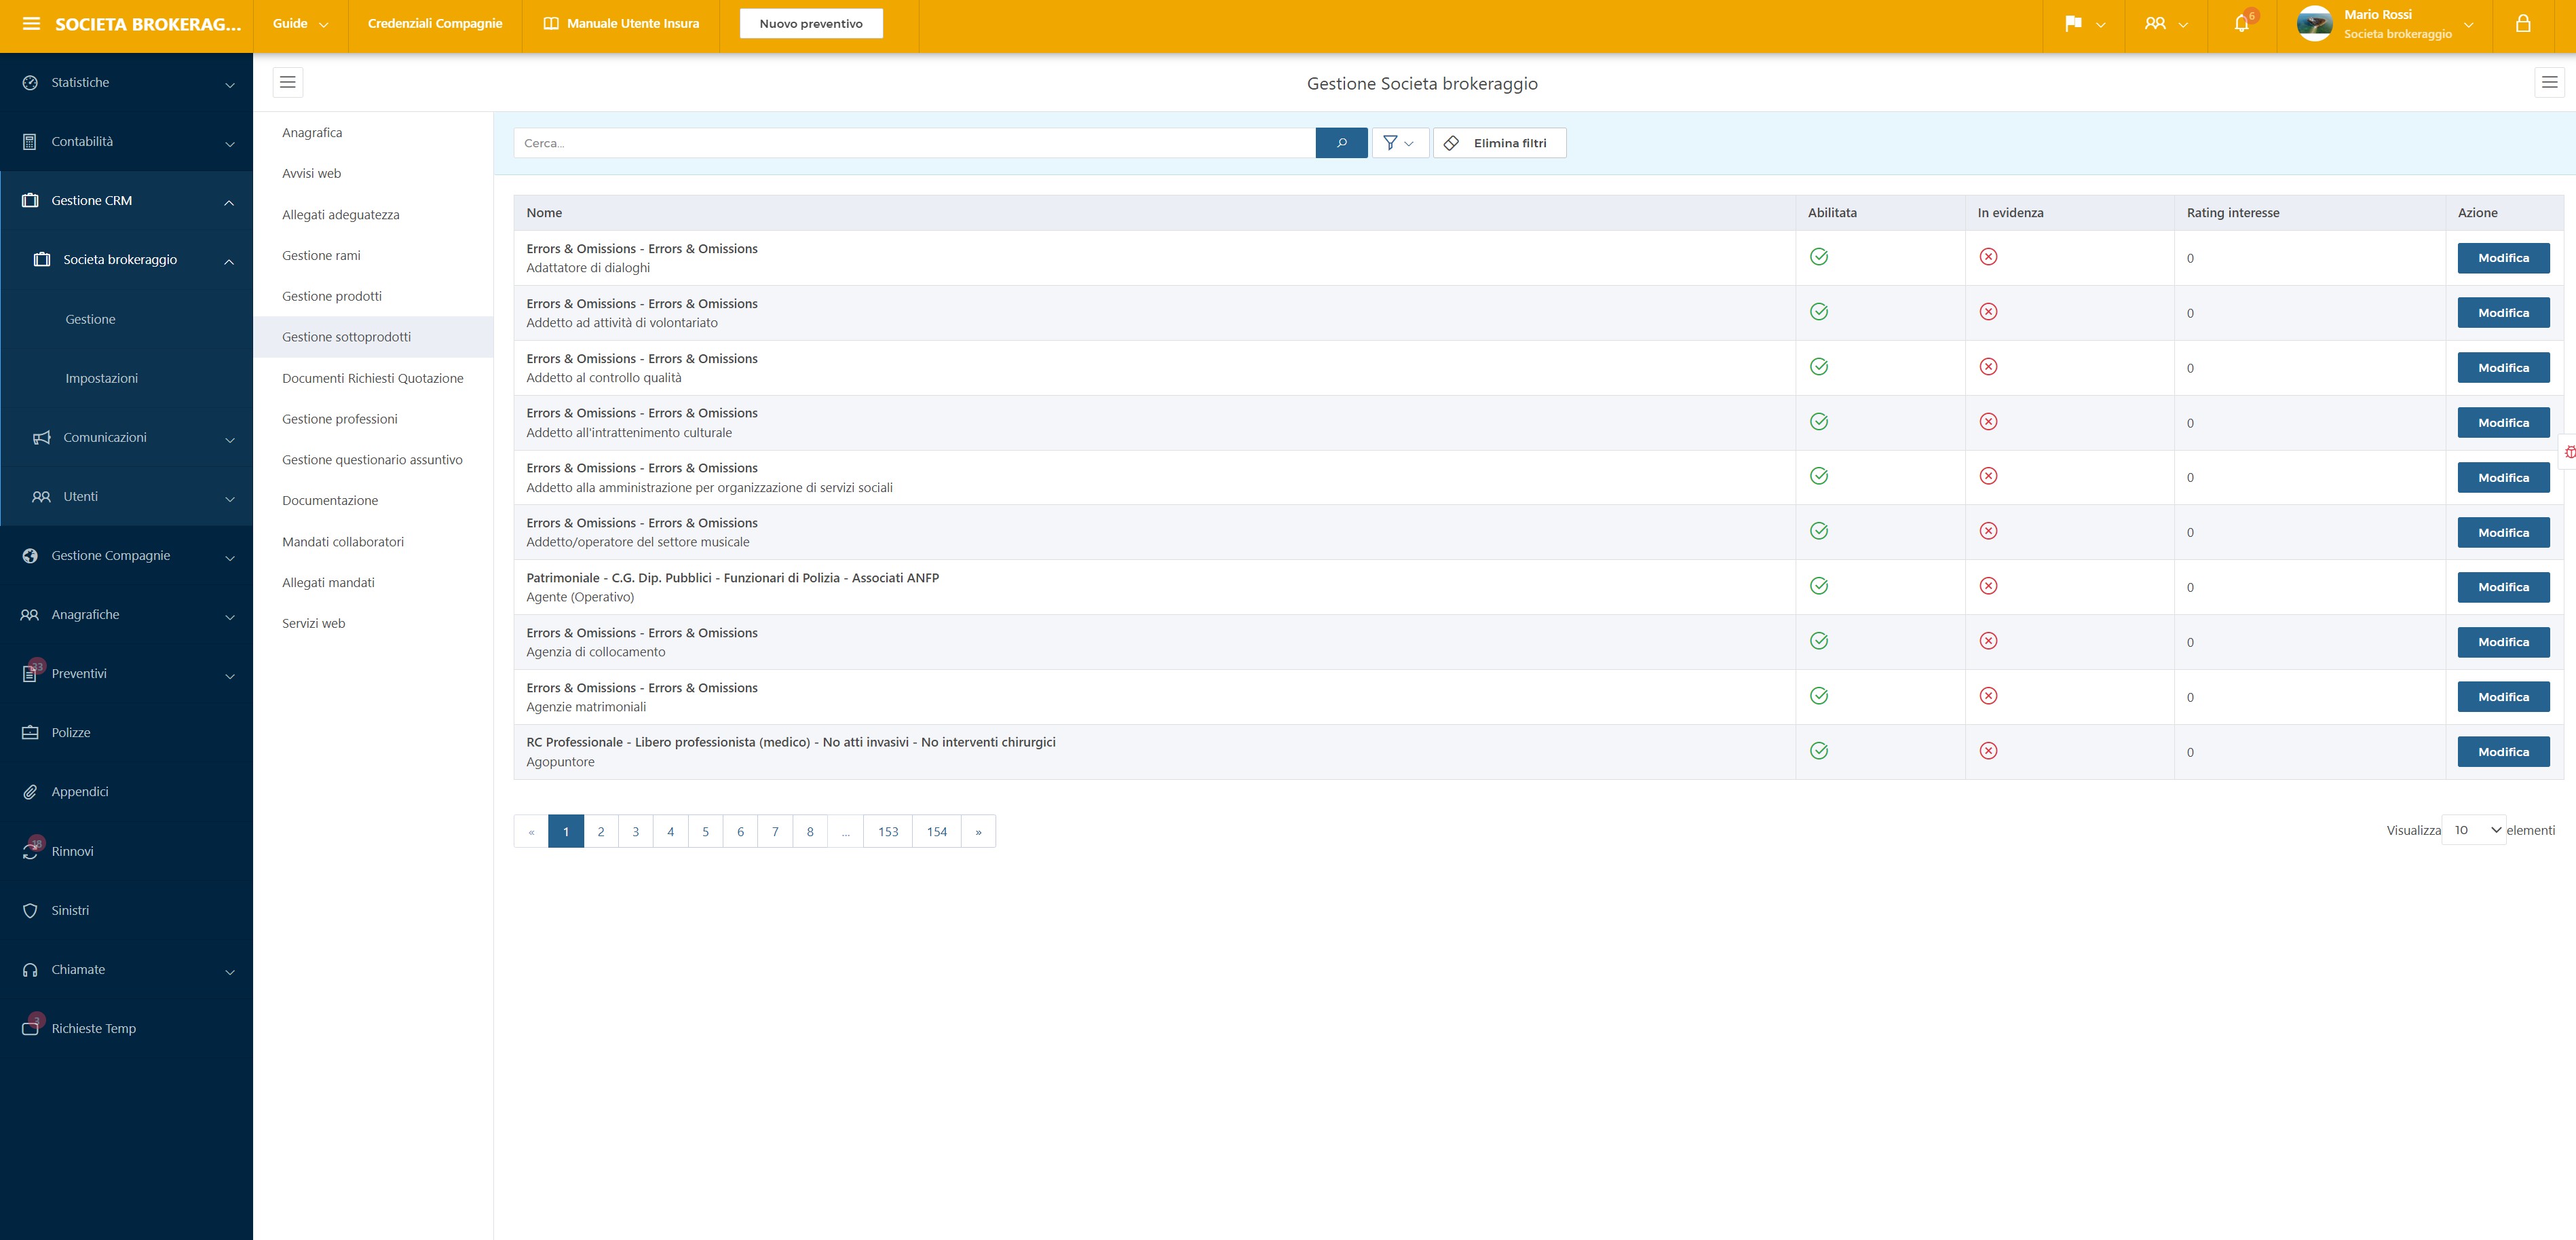 SOCIETA BROKERAG...
Guide
Credenziali Compagnie
Manuale Utente Insura
Nuovo preventivo
6
Mario Rossi
Societa brokeraggio
Statistiche
Contabilità
Gestione CRM
Societa brokeraggio
Gestione
Impostazioni
Comunicazioni
Utenti
Gestione Compagnie
Anagrafiche
33
Preventivi
Polizze
Appendici
18
Rinnovi
Sinistri
Chiamate
3
Richieste Temp
Gestione Societa brokeraggio
Anagrafica
Avvisi web
Allegati adeguatezza
Gestione rami
Gestione prodotti
Gestione sottoprodotti
Documenti Richiesti Quotazione
Gestione professioni
Gestione questionario assuntivo
Documentazione
Mandati collaboratori
Allegati mandati
Servizi web
Cerca...
Elimina filtri
Nome Abilitata In evidenza Rating interesse Azione
Errors & Omissions - Errors & Omissions
Adattatore di dialoghi
0 Modifica
Errors & Omissions - Errors & Omissions
Addetto ad attività di volontariato
0 Modifica
Errors & Omissions - Errors & Omissions
Addetto al controllo qualità
0 Modifica
Errors & Omissions - Errors & Omissions
Addetto all'intrattenimento culturale
0 Modifica
Errors & Omissions - Errors & Omissions
Addetto alla amministrazione per organizzazione di servizi sociali
0 Modifica
Errors & Omissions - Errors & Omissions
Addetto/operatore del settore musicale
0 Modifica
Patrimoniale - C.G. Dip. Pubblici - Funzionari di Polizia - Associati ANFP
Agente (Operativo)
0 Modifica
Errors & Omissions - Errors & Omissions
Agenzia di collocamento
0 Modifica
Errors & Omissions - Errors & Omissions
Agenzie matrimoniali
0 Modifica
RC Professionale - Libero professionista (medico) - No atti invasivi - No interventi chirurgici
Agopuntore
0 Modifica
« 1 2 3 4 5 6 7 8 ... 153 154 »
Visualizza 10 elementi